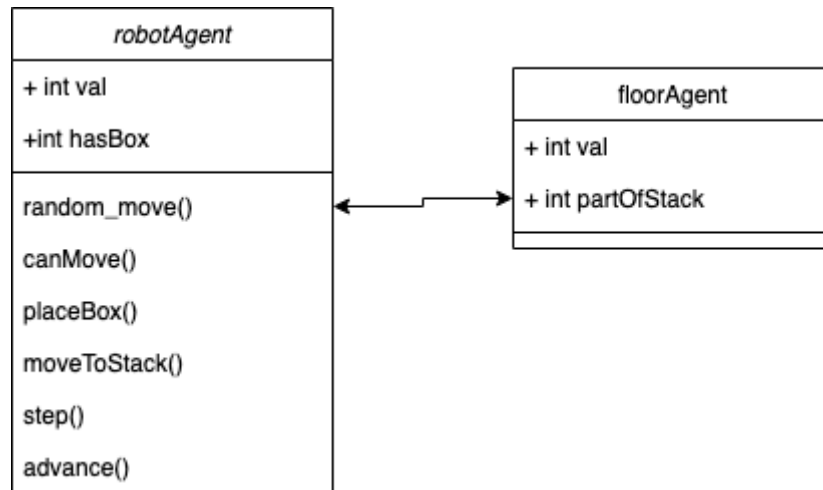 robotAgent
+ int val
+int hasBox
random_move()
canMove()
placeBox()
moveToStack()
step()
advance()
floorAgent
+ int val
+ int partOfStack